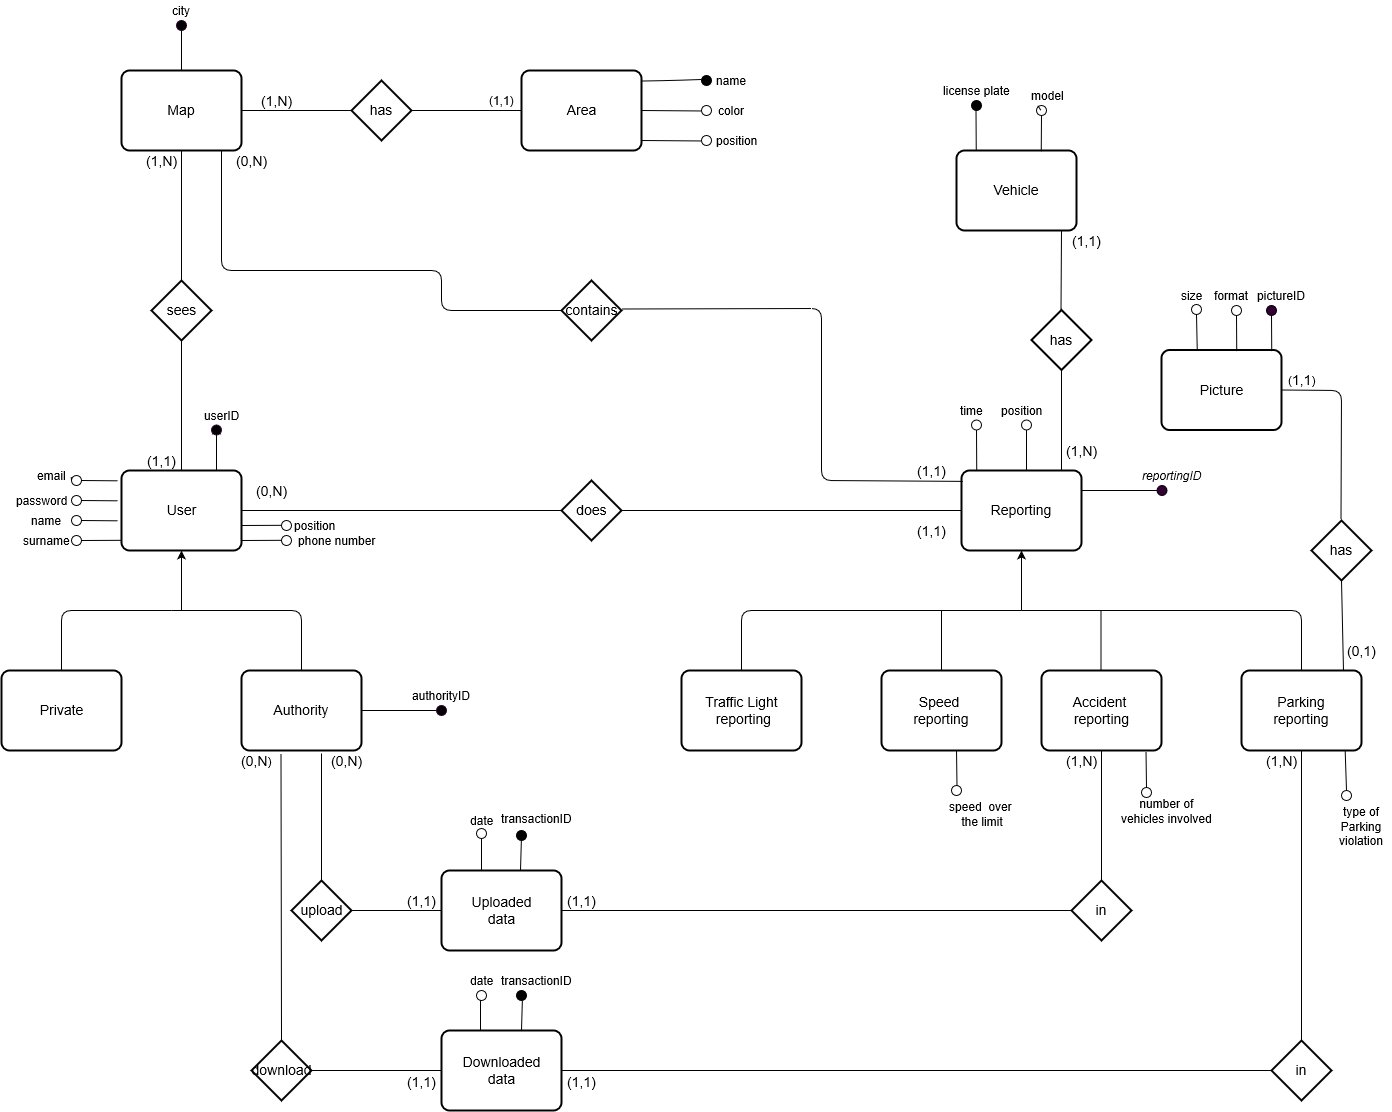 city
Map
(1,N)
has
(1,1)
Area
name
color
position
license plate
model
Vehicle
(1,N)
(0,N)
(1,1)
sees
contains
has
size
format
pictureID
Picture
(1,1)
userID
time
position
(1,1)
(1,N)
(1,1)
reportingID
email
password
name
surname
User
(0,N)
position
phone number
does
Reporting
(1,1)
has
(0,1)
Private
Authority
authorityID
Traffic Light
reporting
Speed
reporting
Accident
reporting
Parking
reporting
(0,N)
(0,N)
(1,N)
(1,N)
speed over
the limit
number of
vehicles involved
type of
Parking
violation
date
transactionID
upload
(1,1)
Uploaded
data
(1,1)
in
date
transactionID
download
(1,1)
Downloaded
data
(1,1)
in